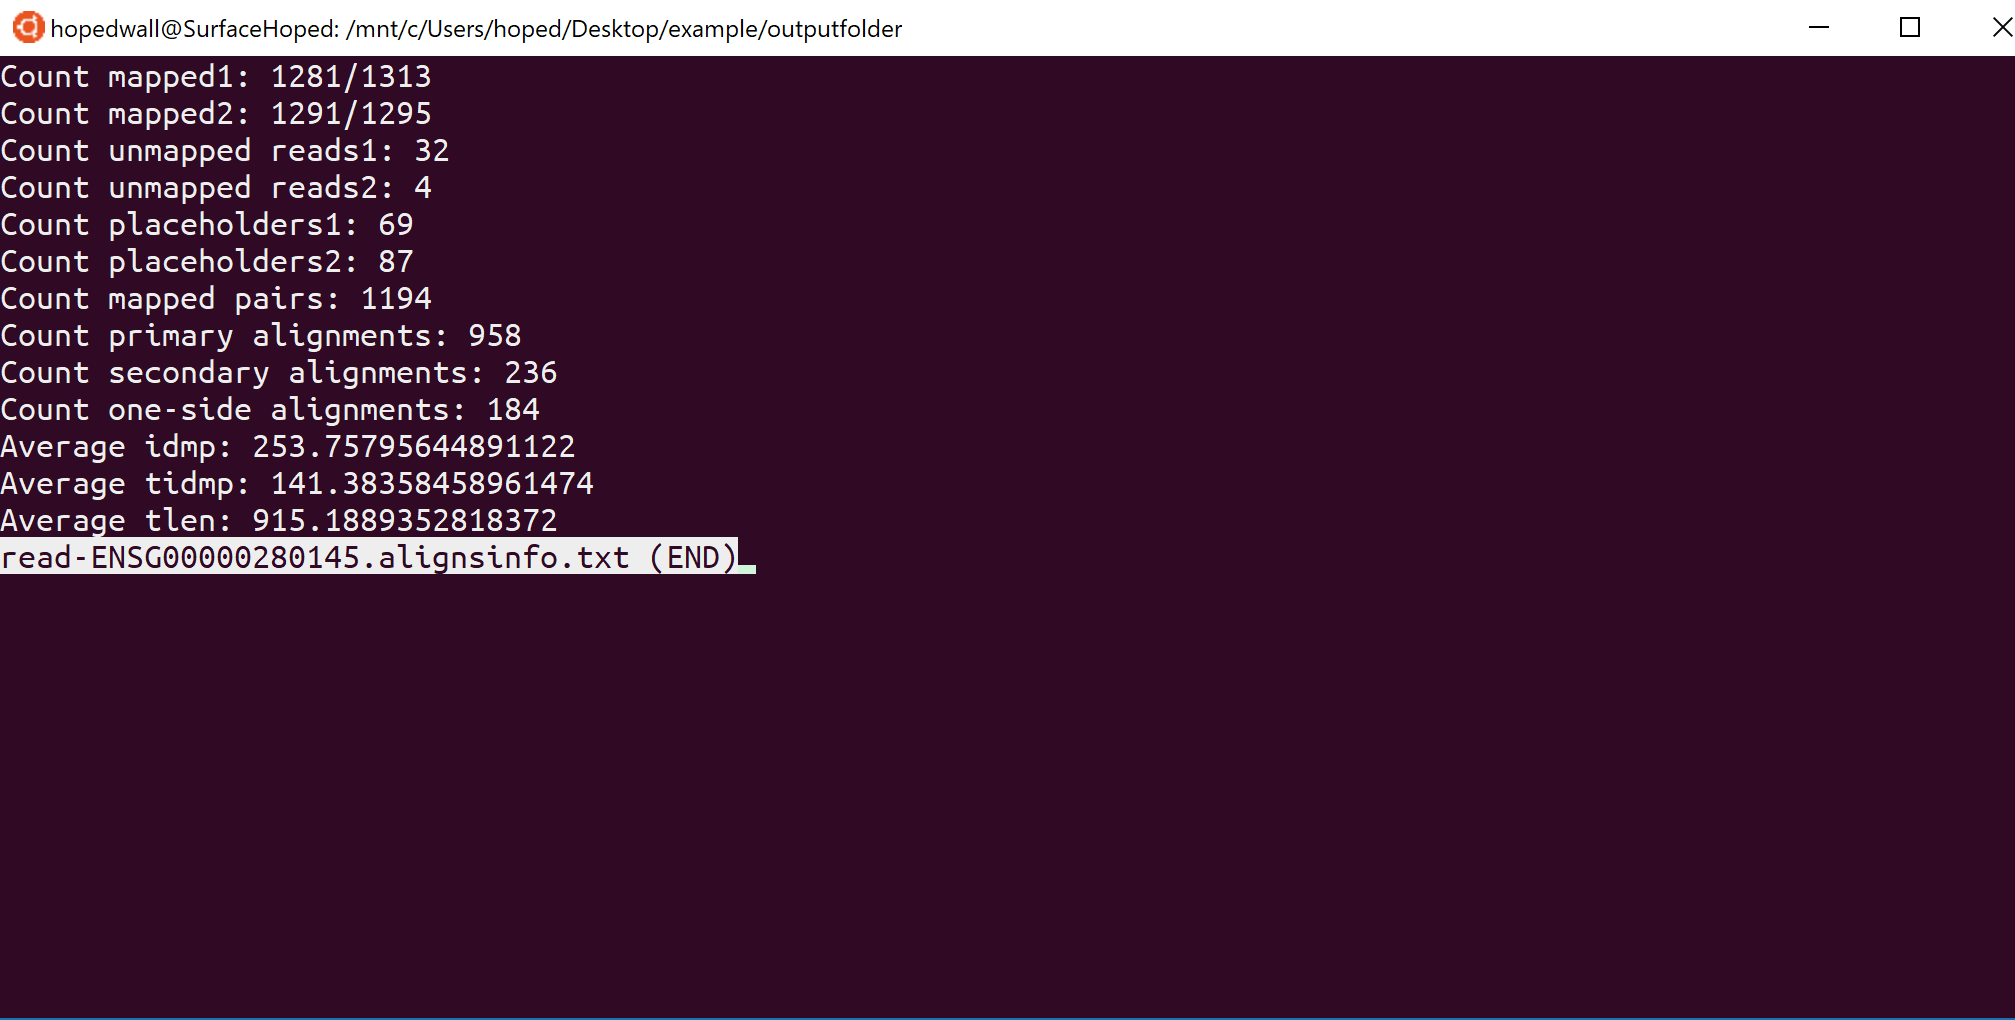 hopedwall@SurfaceHoped: /mnt/c/Users/hoped/Desktop/example/outputfolder
Count mapped1: 1281/1313
Count mapped2: 1291/1295
Count unmapped reads1: 32
Count unmapped reads2: 4
Count placeholders1: 69
Count placeholders2: 87
Count mapped pairs: 1194
Count primary alignments: 958
Count secondary alignments: 236
Count one-side alignments: 184
Average idmp: 253.75795644891122
Average tidmp: 141.38358458961474
Average tlen: 915.1889352818372
read-ENSG00000280145.alignsinfo.txt (END)